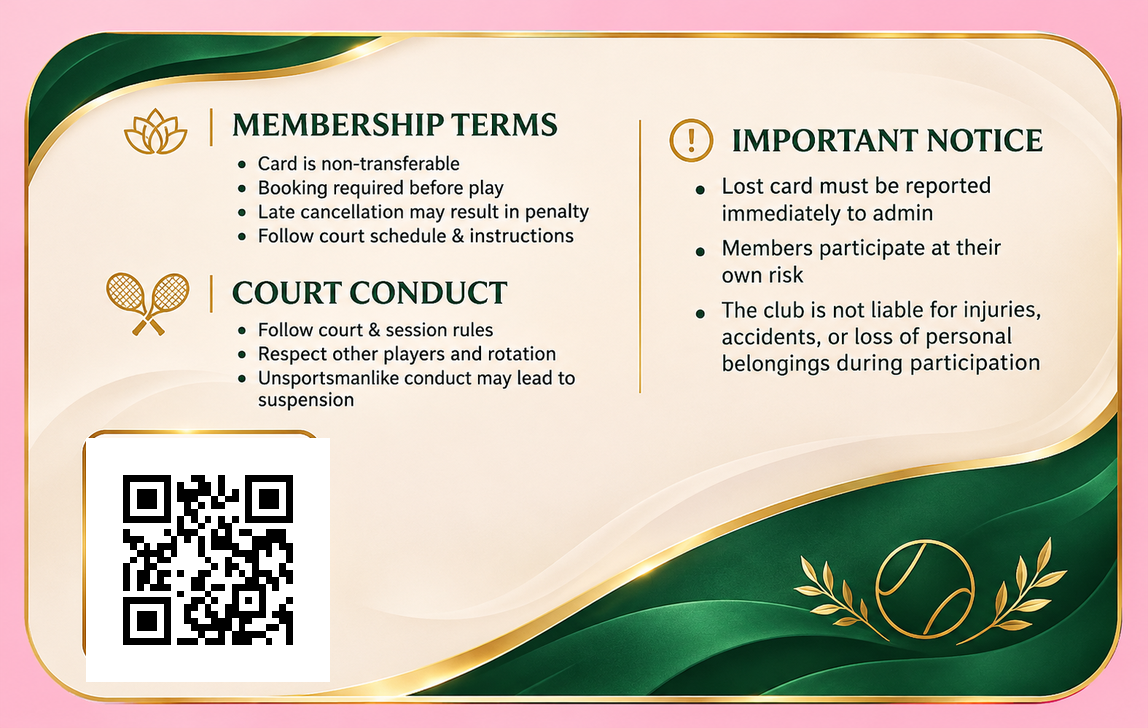 MEMBERSHIP TERMS
• Card is non-transferable
• Booking required before play
• Late cancellation may result in penalty
• Follow court schedule & instructions
COURT CONDUCT
• Follow court & session rules
• Respect other players and rotation
• Unsportsmanlike conduct may lead to
suspension
! IMPORTANT NOTICE
• Lost card must be reported
immediately to admin
• Members participate at their
own risk
• The club is not liable for injuries,
accidents, or loss of personal
belongings during participation